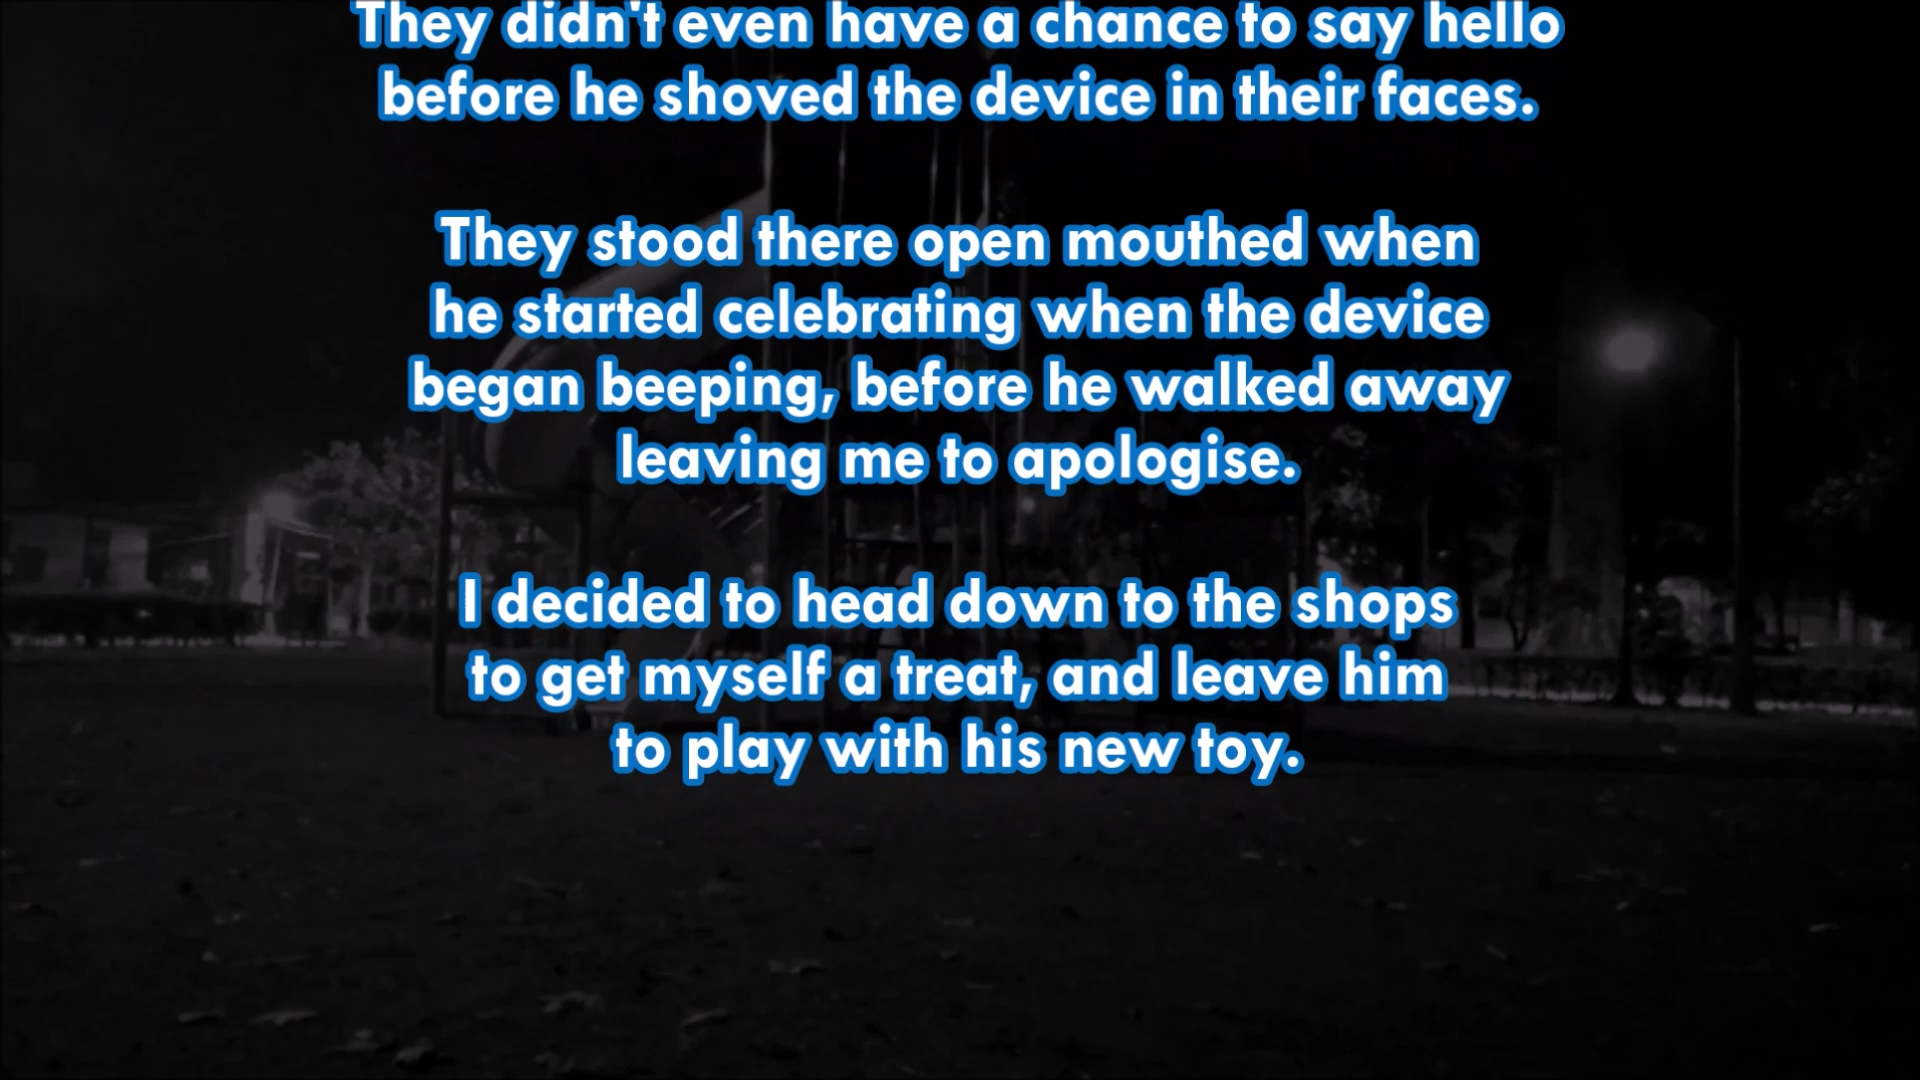 They didn't even have a chance to say hello
before he shoved the device in their faces.
They stood there open mouthed when
he started celebrating when the device
began beeping, before he walked away
leaving me to apologise.
I decided to head down to the shops
to get myself a treat, and leave him
to play with his new toy.